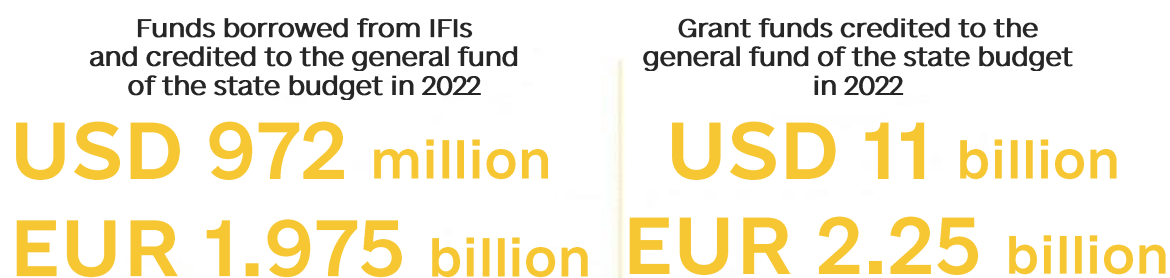 Funds borrowed from IFIs
and credited to the general fund
of the state budget in 2022
USD 972 million
EUR 1.975 billion
Grant funds credited to the
general fund of the state budget
in 2022
USD 11 billion
EUR 2.25 billion